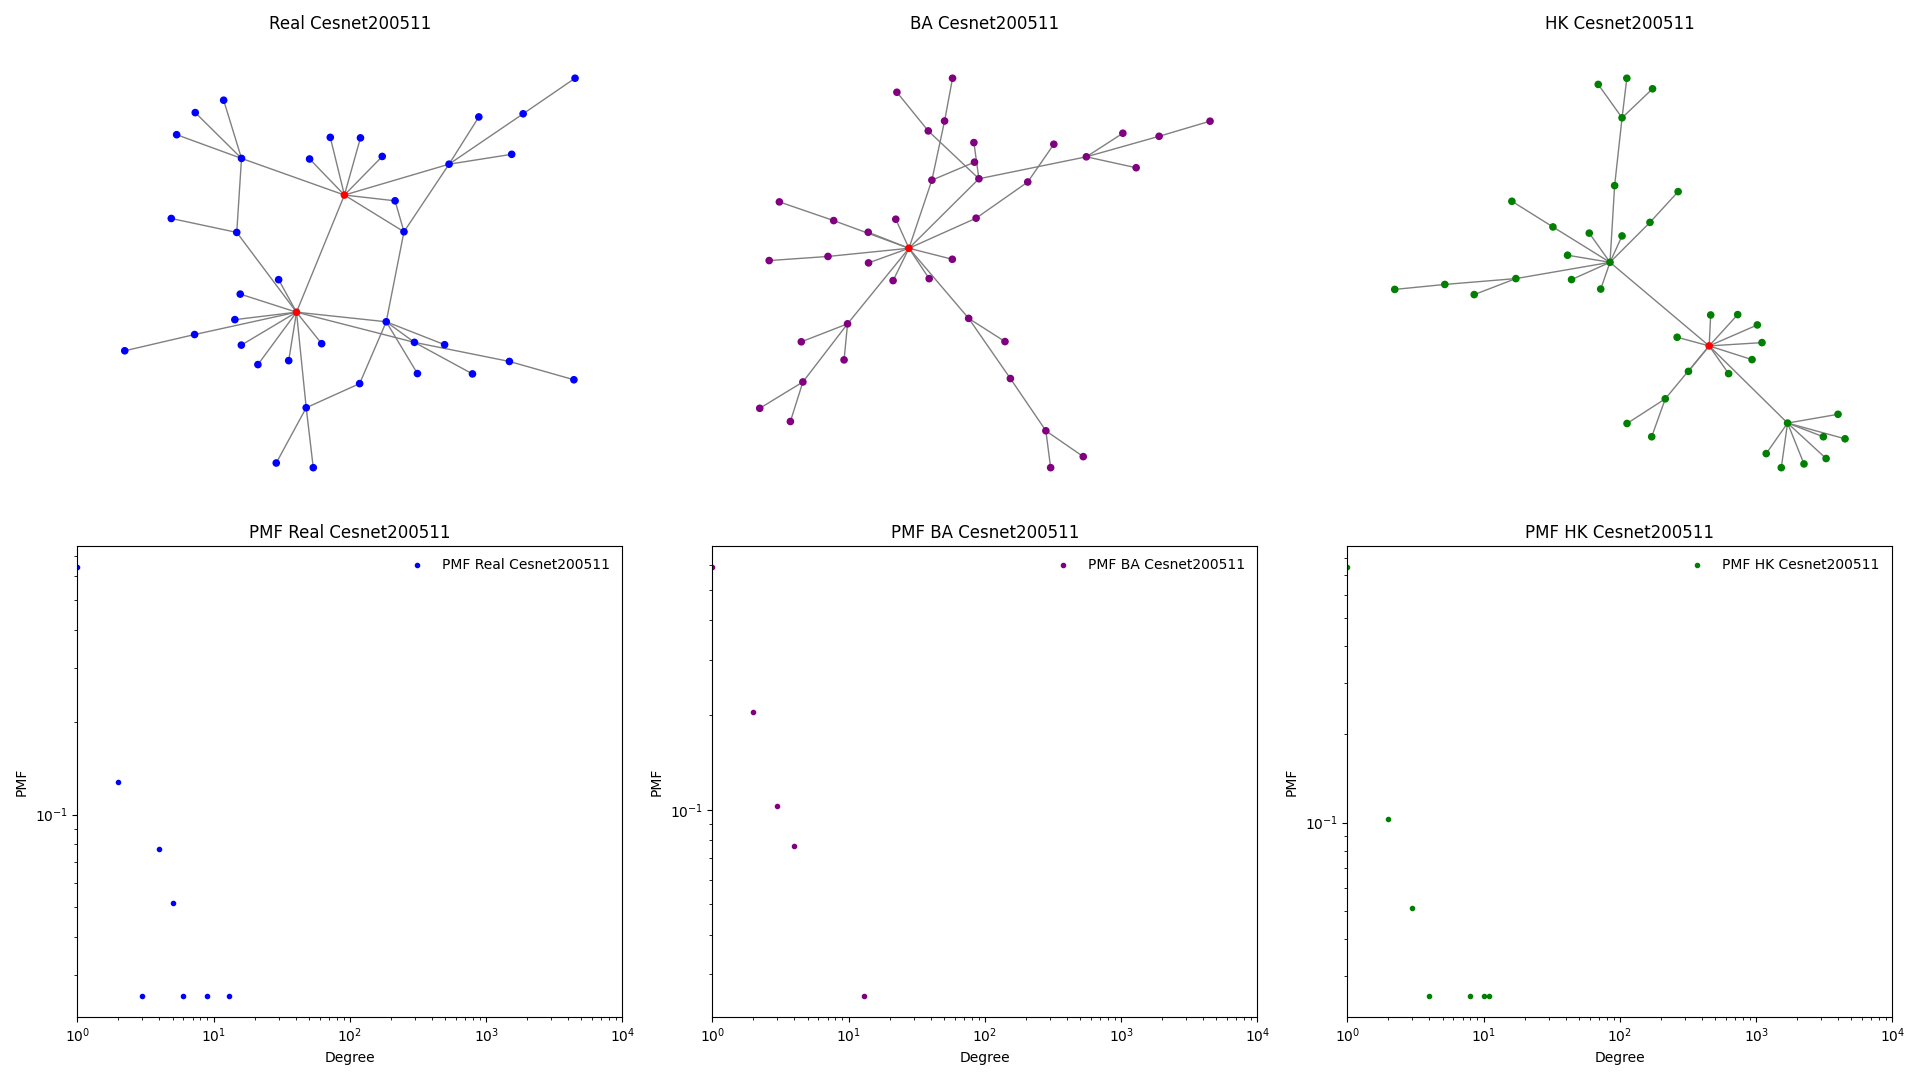 Real Cesnet200511
BA Cesnet200511
HK Cesnet200511
PMF Real Cesnet200511
PMF Real Cesnet200511
PMF
10⁻¹
10⁰ 10¹ 10² 10³ 10⁴
Degree
PMF BA Cesnet200511
PMF BA Cesnet200511
PMF
10⁻¹
10⁰ 10¹ 10² 10³ 10⁴
Degree
PMF HK Cesnet200511
PMF HK Cesnet200511
PMF
10⁻¹
10⁰ 10¹ 10² 10³ 10⁴
Degree